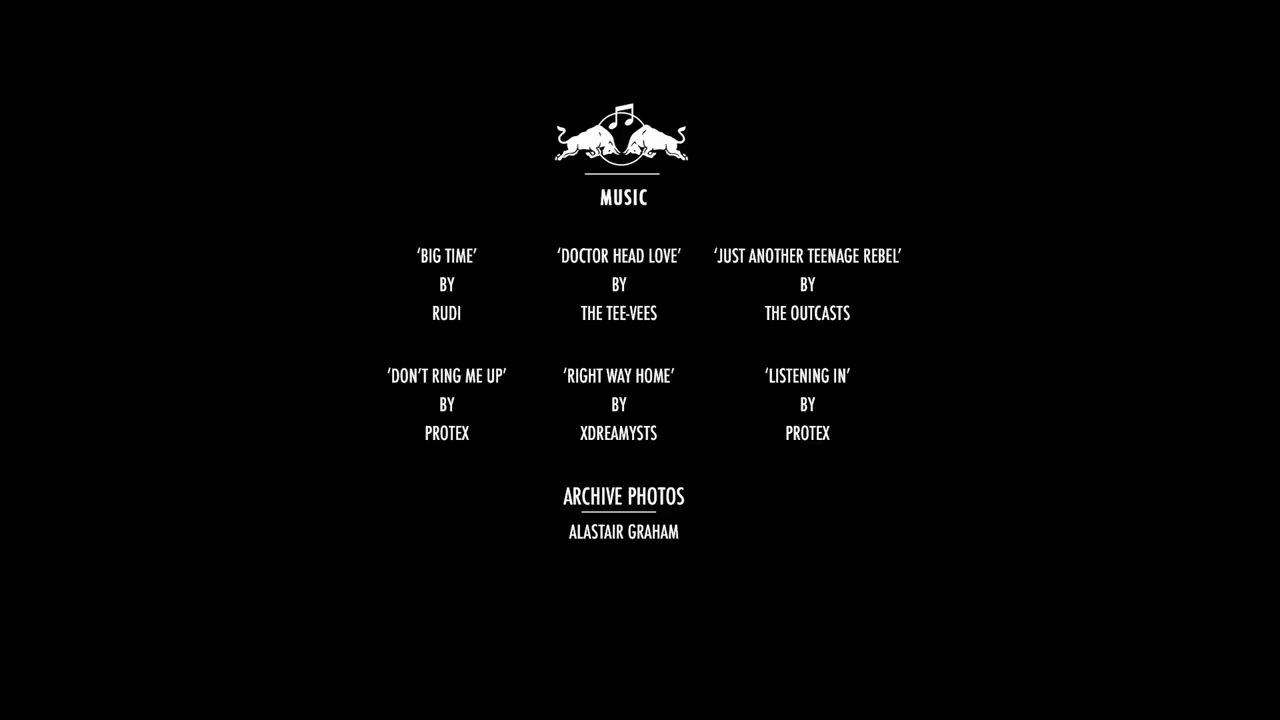 MUSIC
‘BIG TIME’
BY
RUDI
‘DOCTOR HEAD LOVE’
BY
THE TEE-VEES
‘JUST ANOTHER TEENAGE REBEL’
BY
THE OUTCASTS
‘DON’T RING ME UP’
BY
PROTEX
‘RIGHT WAY HOME’
BY
XDREAMYSTS
‘LISTENING IN’
BY
PROTEX
ARCHIVE PHOTOS
ALASTAIR GRAHAM